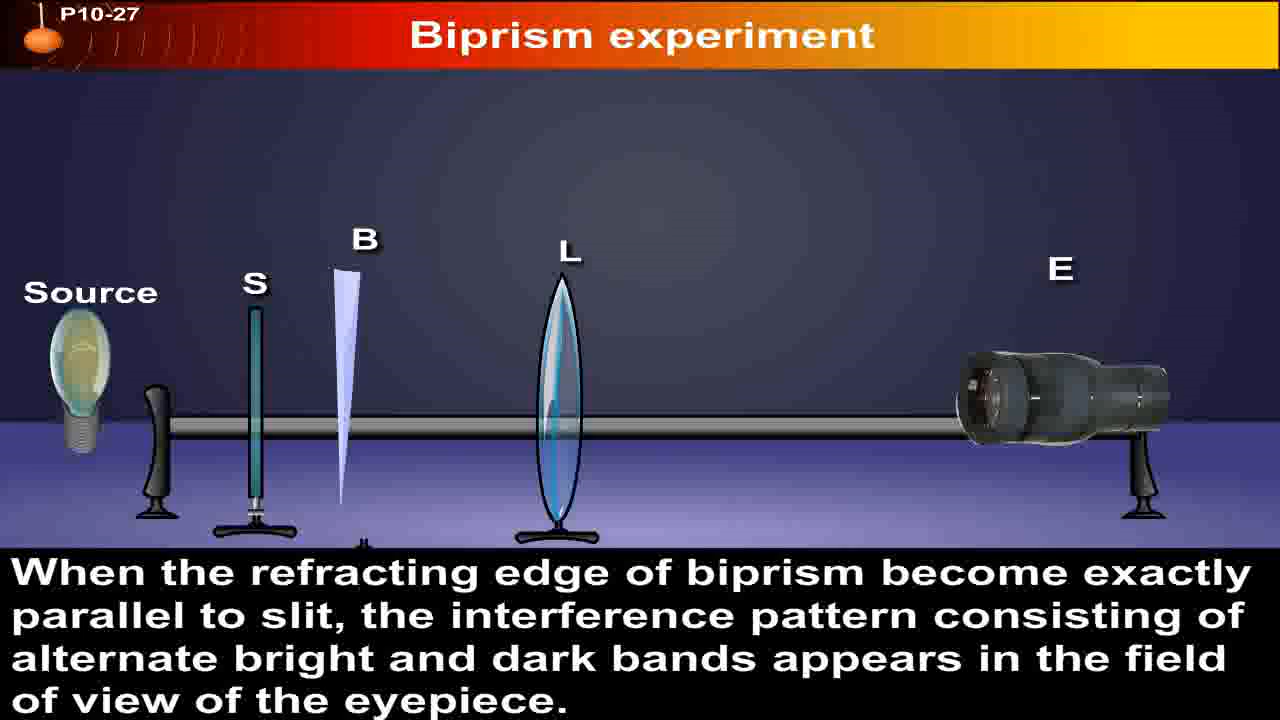 P10-27
Biprism experiment
B
L
E
S
Source
When the refracting edge of biprism become exactly
parallel to slit, the interference pattern consisting of
alternate bright and dark bands appears in the field
of view of the eyepiece.